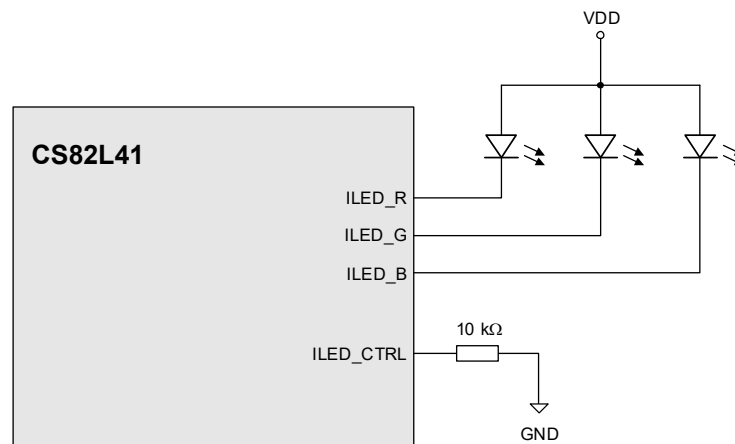 VDD
CS82L41
ILED_R
ILED_G
ILED_B
10 kΩ
ILED_CTRL
GND